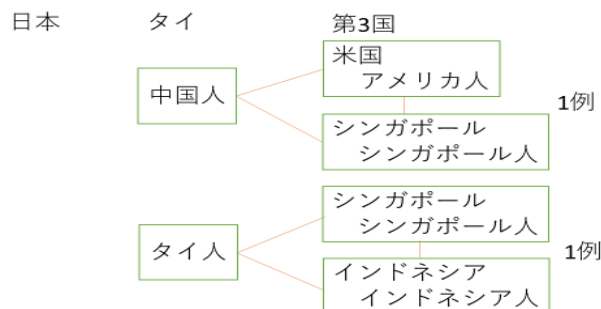 日本 タイ 第3国
米国
アメリカ人
中国人
1例
シンガポール
シンガポール人
シンガポール
シンガポール人
タイ人
1例
インドネシア
インドネシア人